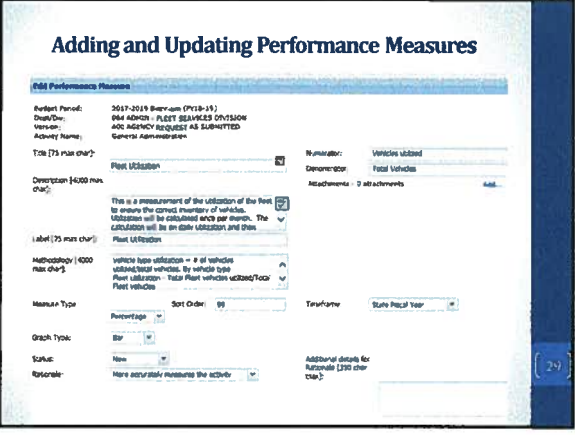 Adding and Updating Performance Measures
Edit Performance Measure
Budget Period: 2017-2019 Biennium (FY18-19)
Dept/Div: 084 ADMIN - FLEET SERVICES DIVISION
Version: A00 AGENCY REQUEST AS SUBMITTED
Activity Name: General Administration
Title [75 max char]: Fleet Utilization
Numerator: Vehicles utilized
Denominator: Total Vehicles
Attachments - 0 attachments
Description [4000 max char]:
This is a measurement of the utilization of the fleet
to ensure the correct inventory of vehicles.
Utilization will be calculated once per month. The
calculation will be on daily utilization and then
Label [25 max char]: Fleet Utilization
Methodology [4000 max char]:
Vehicle type utilization = # of vehicles
utilized/total vehicles. By vehicle type
Fleet utilization - Total Fleet vehicles utilized/Total
Fleet vehicles
Measure Type: Percentage
Sort Order: 99
Timeframe: State Fiscal Year
Graph Type: Bar
Status: New
Rationale: More accurately measures the activity
Additional details for
Rationale [250 char
max]:
29